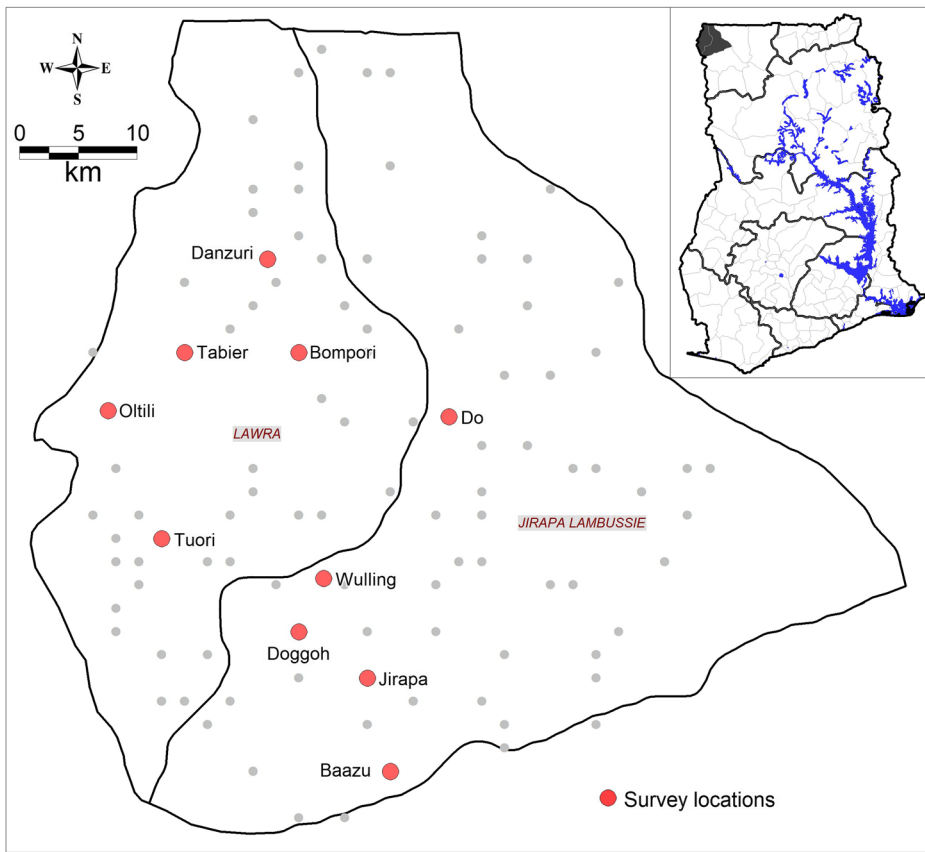 N
W E
S
0 5 10
km
Danzuri
Tabier
Bompori
Oltili
Do
LAWRA
JIRAPA LAMBUSSIE
Tuori
Wulling
Doggoh
Jirapa
Baazu
Survey locations